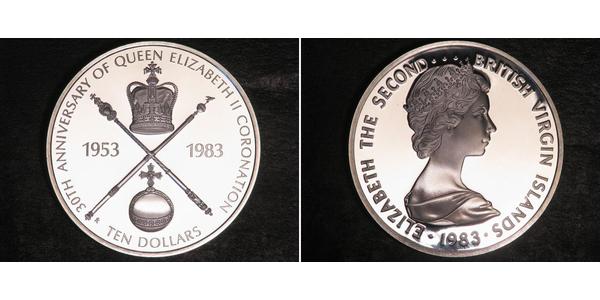 30TH ANNIVERSARY OF QUEEN ELIZABETH II CORONATION
1953 1983
TEN DOLLARS
ELIZABETH THE SECOND.... BRITISH VIRGIN ISLANDS
· 1983 ·